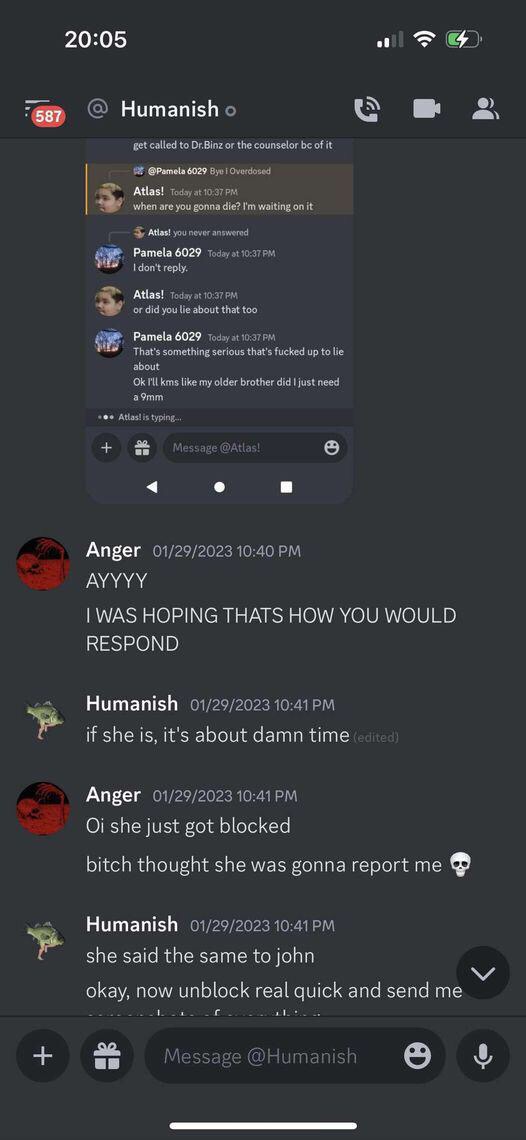 20:05
587
@ Humanish
get called to Dr.Binz or the counselor bc of it
@Pamela 6029 Bye I Overdosed
Atlas! Today at 10:37 PM
when are you gonna die? I'm waiting on it
Atlas! you never answered
Pamela 6029 Today at 10:37 PM
I don't reply.
Atlas! Today at 10:37 PM
or did you lie about that too
Pamela 6029 Today at 10:37 PM
That's something serious that's fucked up to lie
about
Ok I'll kms like my older brother did I just need
a 9mm
Atlas! is typing...
Message @Atlas!
Anger 01/29/2023 10:40 PM
AYYYY
I WAS HOPING THATS HOW YOU WOULD
RESPOND
Humanish 01/29/2023 10:41 PM
if she is, it's about damn time (edited)
Anger 01/29/2023 10:41 PM
Oi she just got blocked
bitch thought she was gonna report me 💀
Humanish 01/29/2023 10:41 PM
she said the same to john
okay, now unblock real quick and send me
Message @Humanish